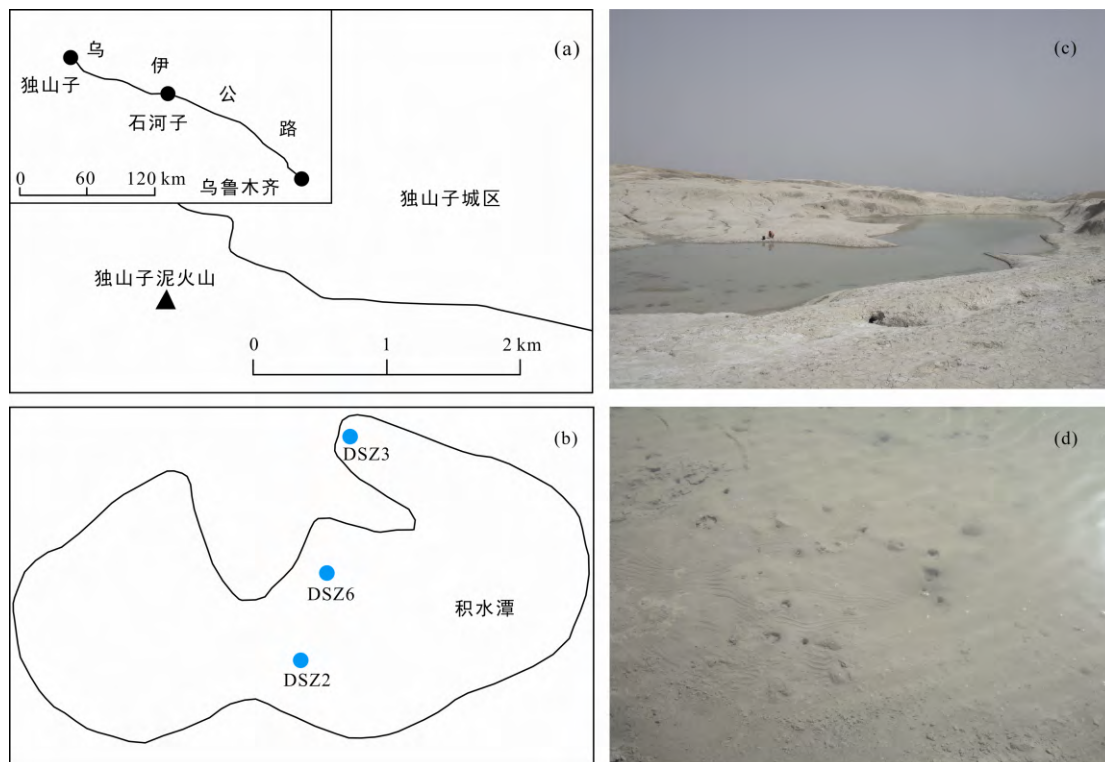 (a)
乌
伊
公
路
独山子
石河子
乌鲁木齐
0 60 120 km
独山子城区
独山子泥火山
0 1 2 km
(b)
DSZ3
DSZ6
DSZ2
积水潭
(c)
(d)